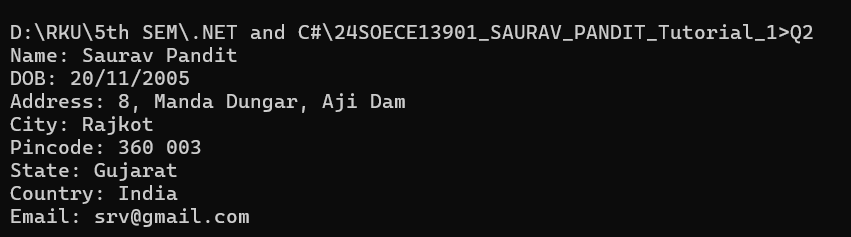 D:\RKU\5th SEM\.NET and C#\24SOECE13901_SAURAV_PANDIT_Tutorial_1>Q2
Name: Saurav Pandit
DOB: 20/11/2005
Address: 8, Manda Dungar, Aji Dam
City: Rajkot
Pincode: 360 003
State: Gujarat
Country: India
Email: srv@gmail.com